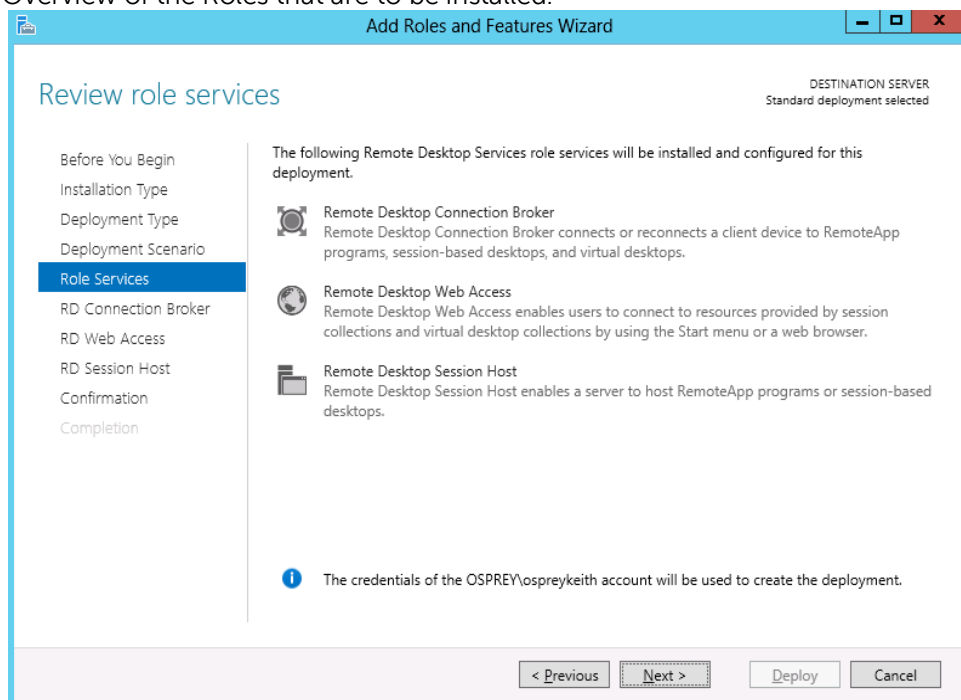 Overview of the Roles that are to be installed.
Add Roles and Features Wizard
Review role services
DESTINATION SERVER
Standard deployment selected
Before You Begin
Installation Type
Deployment Type
Deployment Scenario
Role Services
RD Connection Broker
RD Web Access
RD Session Host
Confirmation
Completion
The following Remote Desktop Services role services will be installed and configured for this
deployment.
Remote Desktop Connection Broker
Remote Desktop Connection Broker connects or reconnects a client device to RemoteApp
programs, session-based desktops, and virtual desktops.
Remote Desktop Web Access
Remote Desktop Web Access enables users to connect to resources provided by session
collections and virtual desktop collections by using the Start menu or a web browser.
Remote Desktop Session Host
Remote Desktop Session Host enables a server to host RemoteApp programs or session-based
desktops.
The credentials of the OSPREY\ospreykeith account will be used to create the deployment.
< Previous
Next >
Deploy
Cancel